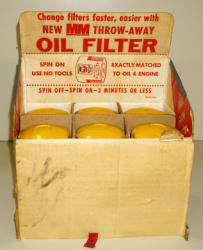 Change filters faster, easier with
NEW MM THROW-AWAY
OIL FILTER
SPIN ON
USE NO TOOLS
EXACTLY MATCHED
TO OIL & ENGINE
SPIN OFF-SPIN ON-3 MINUTES OR LESS